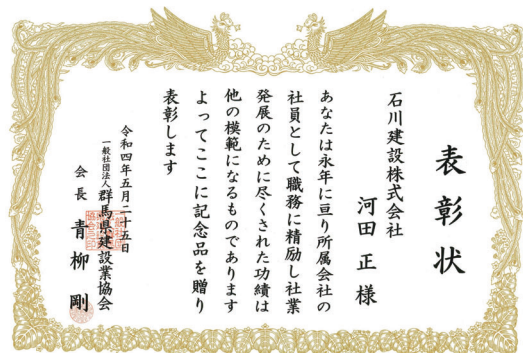 表彰状
石川建設株式会社
河田正様
あなたは永年に亘り所属会社の
社員として職務に精励し社業
発展のために尽くされた功績は
他の模範になるものであります
よってここに記念品を贈り
表彰します
令和四年五月二十五日
一般社団法人群馬県建設業協会
会長青柳剛